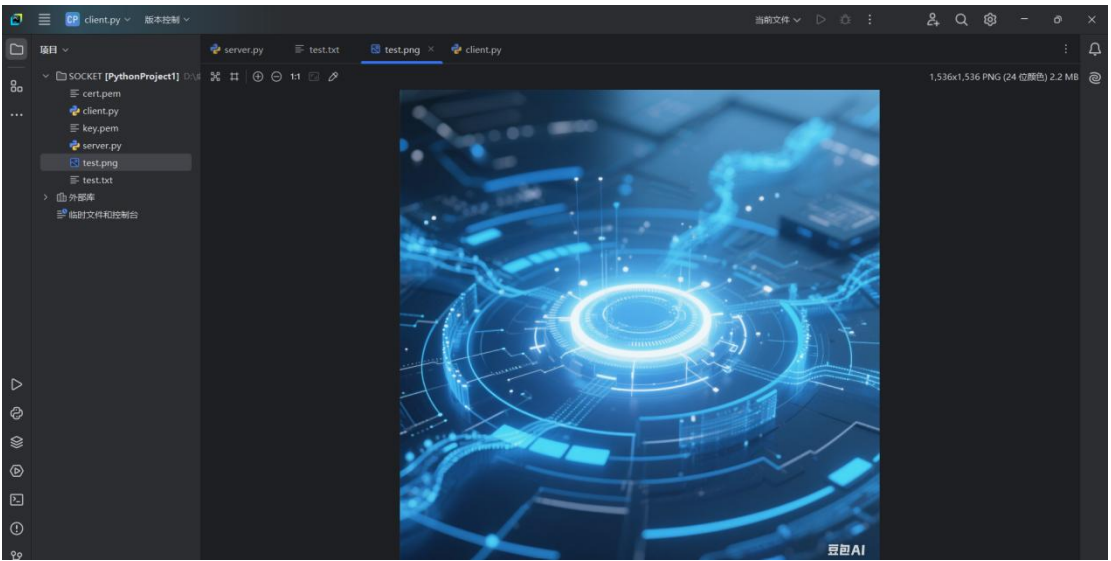 CP client.py 版本控制
当前文件
项目
server.py test.txt test.png client.py
SOCKET [PythonProject1] D:\
1:1
1,536x1,536 PNG (24 位颜色) 2.2 MB
cert.pem
client.py
key.pem
server.py
test.png
test.txt
外部库
临时文件和控制台
豆包AI